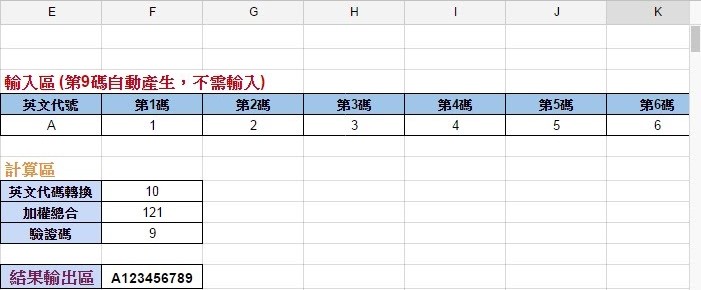 E F G H I J K
輸入區 (第9碼自動產生，不需輸入)
英文代號 第1碼 第2碼 第3碼 第4碼 第5碼 第6碼
A 1 2 3 4 5 6
計算區
英文代碼轉換 10
加權總合 121
驗證碼 9
結果輸出區 A123456789